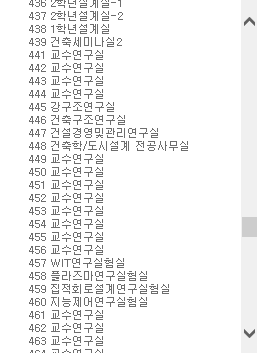 436 2학년설계실-1
437 2학년설계실-2
438 1학년설계실
439 건축세미나실2
441 교수연구실
442 교수연구실
443 교수연구실
444 교수연구실
445 강구조연구실
446 건축구조연구실
447 건설경영및관리연구실
448 건축학/도시설계 전공사무실
449 교수연구실
450 교수연구실
451 교수연구실
452 교수연구실
453 교수연구실
454 교수연구실
455 교수연구실
456 교수연구실
457 WIT연구실험실
458 플라즈마연구실험실
459 집적회로설계연구실험실
460 지능제어연구실험실
461 교수연구실
462 교수연구실
463 교수연구실
464 교수연구실